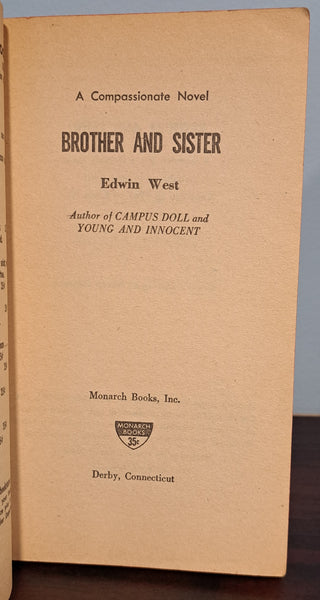 A Compassionate Novel
BROTHER AND SISTER
Edwin West
Author of CAMPUS DOLL and
YOUNG AND INNOCENT
Monarch Books, Inc.
MONARCH
BOOKS
35¢
Derby, Connecticut